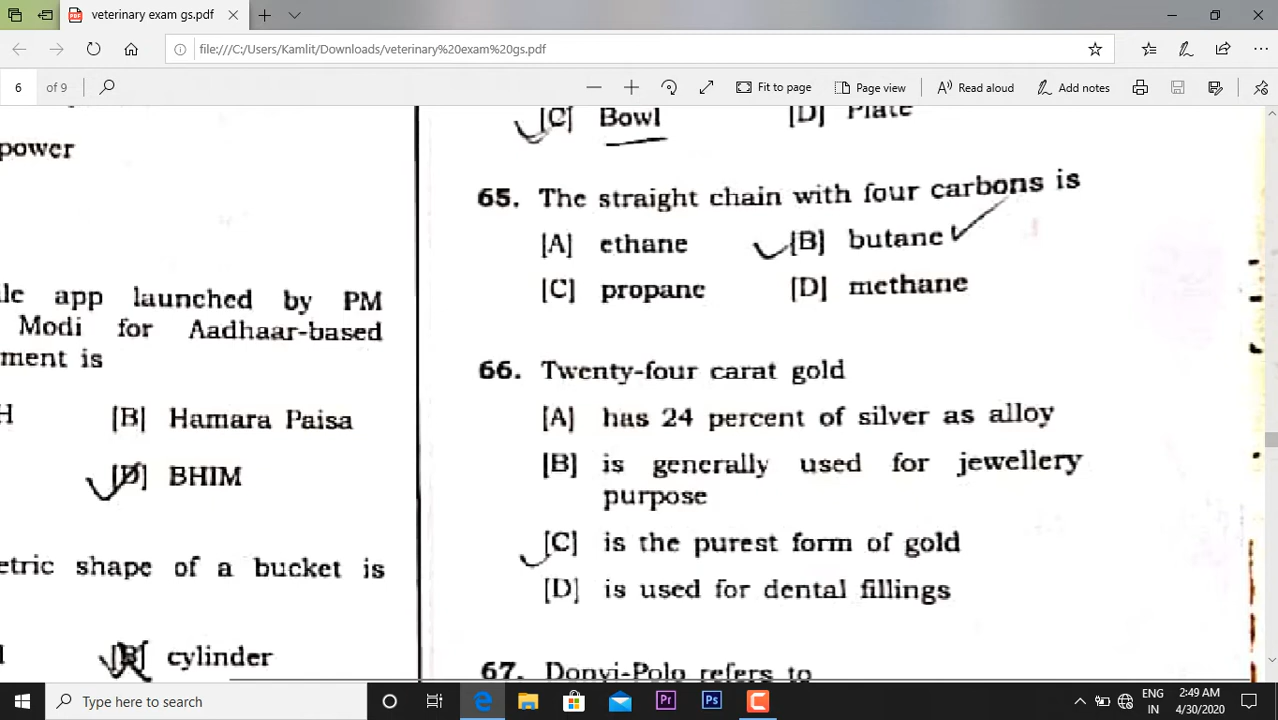 veterinary exam gs.pdf
file:///C:/Users/Kamlit/Downloads/veterinary%20exam%20gs.pdf
6 of 9
Fit to page
Page view
Read aloud
Add notes
power
le app launched by PM
Modi for Aadhaar-based
ment is
H [B] Hamara Paisa
[D] BHIM
etric shape of a bucket is
[B] cylinder
[C] Bowl [D] Plate
65. The straight chain with four carbons is
[A] ethane [B] butane
[C] propane [D] methane
66. Twenty-four carat gold
[A] has 24 percent of silver as alloy
[B] is generally used for jewellery
purpose
[C] is the purest form of gold
[D] is used for dental fillings
67. Donyi-Polo refers to
Type here to search
Pr
Ps
ENG
IN
2:49 AM
4/30/2020